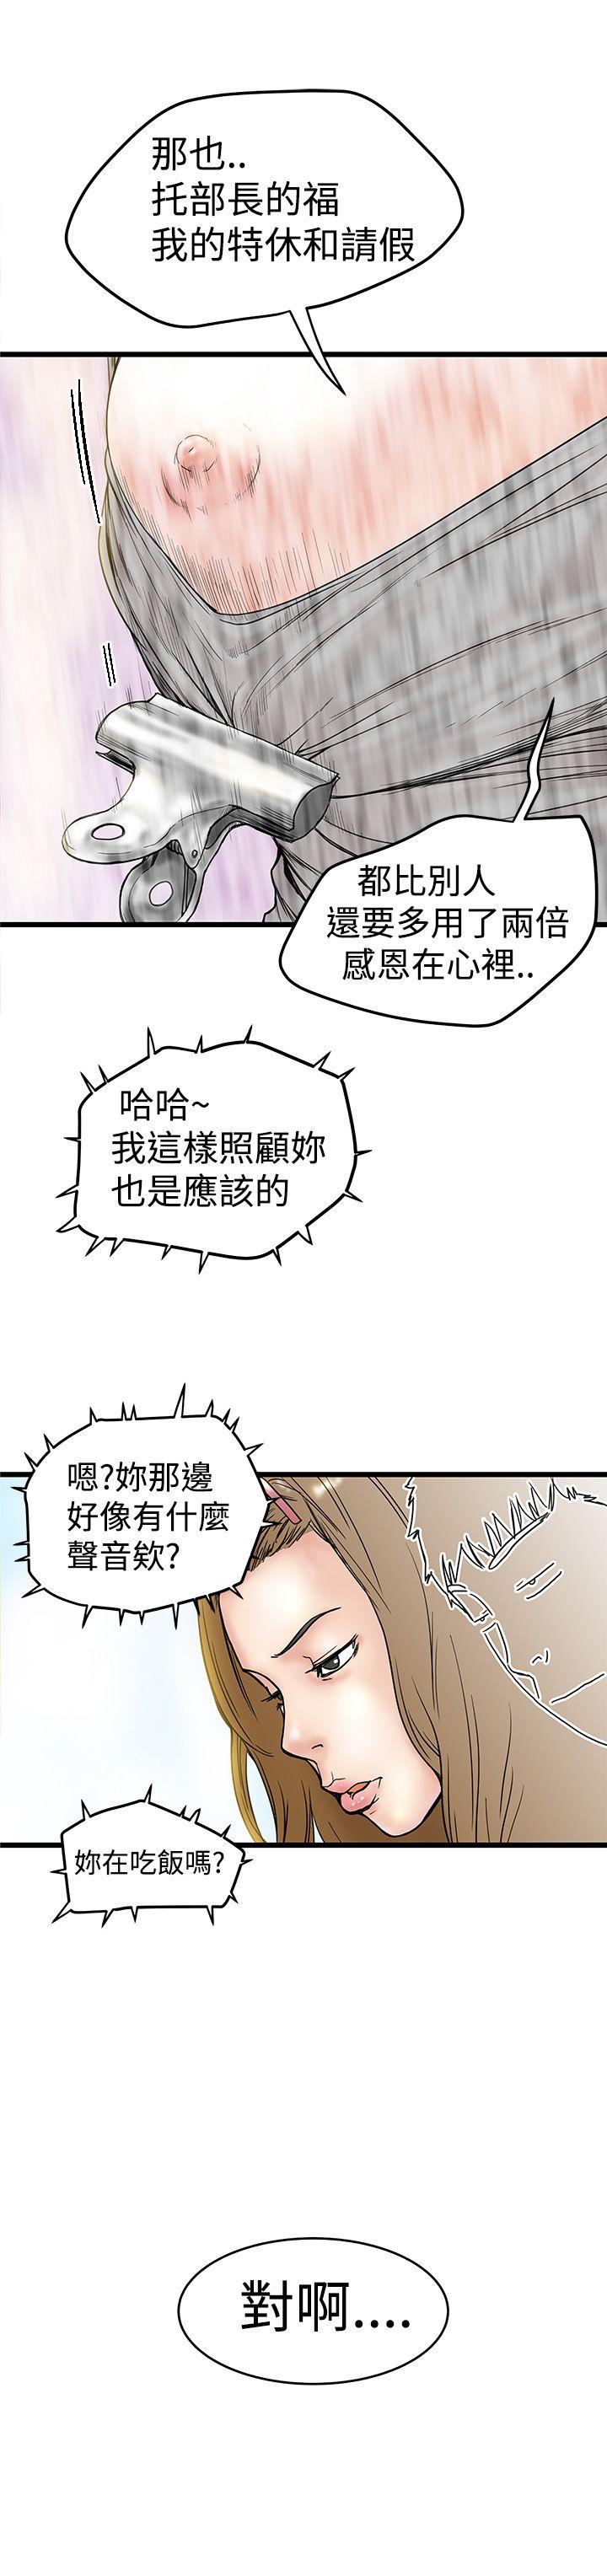 那也..
托部長的福
我的特休和請假
都比別人
還要多用了兩倍
感恩在心裡..
哈哈~
我這樣照顧妳
也是應該的
嗯?妳那邊
好像有什麼
聲音欸?
妳在吃飯嗎?
對啊....